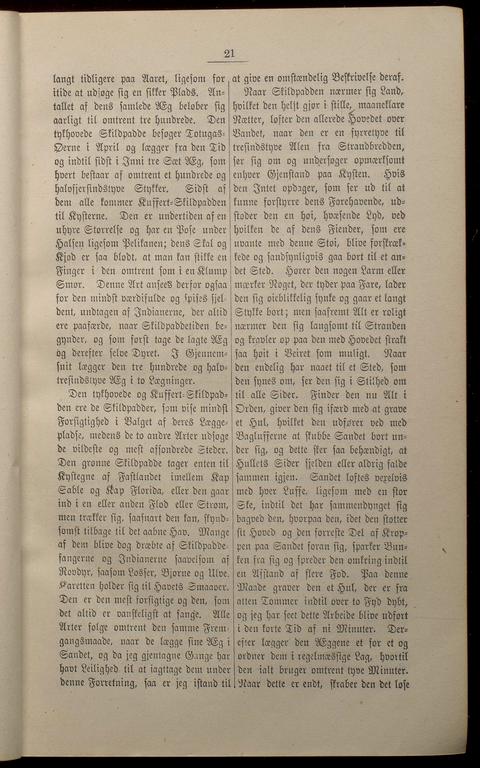 21
langt tidligere paa Aaret, ligesom for
itide at udsøge sig en sikker Plads. An-
tallet af dens samlede Æg beløber sig
aarligt til omtrent tre hundrede. Den
tykhovede Skildpadde besøger Totugas-
Øerne i April og lægger fra den Tid
og indtil sidst i Juni tre Sæt Æg, som
hvert bestaar af omtrent et hundrede og
halvfjersindstyve Stykker. Sidst af
dem alle kommer Kuffert-Skildpadden
til Kysterne. Den er undertiden af en
uhyre Størrelse og har en Pose under
Halsen ligesom Pelikanen; dens Skal og
Kjød er saa blødt, at man kan stikke en
Finger i den omtrent som i en Klump
Smør. Denne Art ansees derfor ogsaa
for den mindst værdifulde og spises sjel-
dent, undtagen af Indianerne, der altid
ere paafærde, naar Skildpaddetiden be-
gynder, og som først tage de lagte Æg
og derefter selve Dyret. I Gjennem-
snit lægger den tre hundrede og halv-
tresindstyve Æg i to Lægninger.
Den tykhovede og Kuffert-Skildpad-
den ere de Skildpadder, som vise mindst
Forsigtighed i Valget af deres Lægge-
pladse, medens de to andre Arter udsøge
de vildeste og mest afsondrede Steder.
Den grønne Skildpadde tager enten til
Kystegne af Fastlandet imellem Kap
Sable og Kap Florida, eller den gaar
ind i en eller anden Flod eller Strøm,
men trækker sig, saasnart den kan, skynd-
somst tilbage til det aabne Hav. Mange
af dem blive dog dræbte af Skildpadde-
fangerne og Indianerne saavelsom af
Rovdyr, saasom Losser, Bjørne og Ulve.
Karetten holder sig til Havets Smaaøer.
Den er den mest forsigtige og den, som
det altid er vanskeligst at fange. Alle
Arter følge omtrent den samme Frem-
gangsmaade, naar de lægge sine Æg i
Sandet, og da jeg gjentagne Gange har
havt Leilighed til at iagttage dem under
denne Forretning, saa er jeg istand til
at give en omstændelig Beskrivelse deraf.
Naar Skildpadden nærmer sig Land,
hvilket den helst gjør i stille, maaneklare
Nætter, løfter den allerede Hovedet over
Vandet, naar den er en fyrretyve til
tresindstyve Alen fra Strandbredden,
ser sig om og undersøger opmærksomt
enhver Gjenstand paa Kysten. Hvis
den Intet opdager, som ser ud til at
kunne forstyrre dens Forehavende, ud-
støder den en høi, hvæsende Lyd, ved
hvilken de af dens Fiender, som ere
uvante med denne Støi, blive forskræk-
kede og sandsynligvis gaa bort til et an-
det Sted. Hører den nogen Larm eller
mærker Noget, der tyder paa Fare, lader
den sig øieblikkelig synke og gaar et langt
Stykke bort; men saafremt Alt er roligt
nærmer den sig langsomt til Stranden
og kravler op paa den med Hovedet strakt
saa høit i Veiret som muligt. Naar
den endelig har naaet til et Sted, som
den synes om, ser den sig i Stilhed om
til alle Sider. Finder den nu Alt i
Orden, giver den sig ifærd med at grave
et Hul, hvilket den udfører ved med
Baglufferne at skubbe Sandet bort un-
der sig, og dette sker saa behændigt, at
Hullets Sider sjelden eller aldrig falde
sammen igjen. Sandet løftes vexelvis
med hver Luffe, ligesom med en stor
Ske, indtil det har sammendynget sig
bagved den, hvorpaa den, idet den støtter
sit Hoved og den forreste Del af Krop-
pen paa Sandet foran sig, sparker Bun-
ken fra sig og spreder den omkring indtil
en Afstand af flere Fod. Paa denne
Maade graver den et Hul, der er fra
atten Tommer indtil over to Fod dybt,
og jeg har seet dette Arbeide blive udført
i den korte Tid af ni Minuter. Der-
efter lægger den Æggene et for et og
ordner dem i regelmæssige Lag, hvortil
den ialt bruger omtrent tyve Minuter.
Naar dette er endt, skraber den det løse